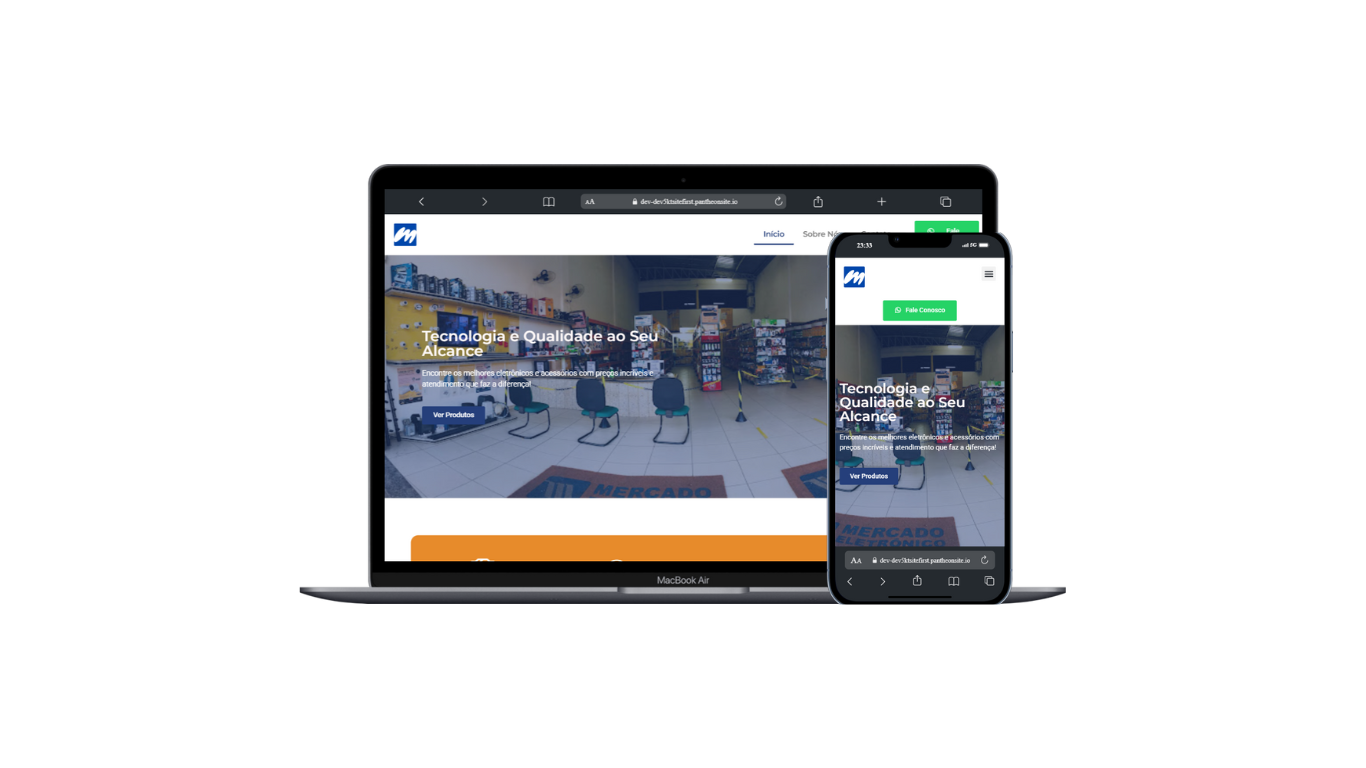 AA
dev-dev5ktsitefirst.pantheonsite.io
Início
Sobre Nós
Fale
Tecnologia e Qualidade ao Seu
Alcance
Encontre os melhores eletrônicos e acessórios com preços incríveis e
atendimento que faz a diferença!
Ver Produtos
MERCADO
MacBook Air
23:33
5G
Fale Conosco
Tecnologia e
Qualidade ao Seu
Alcance
Encontre os melhores eletrônicos e acessórios com
preços incríveis e atendimento que faz a diferença!
Ver Produtos
MERCADO
ELETRÔNICO
AA
dev-dev5ktsitefirst.pantheonsite.io